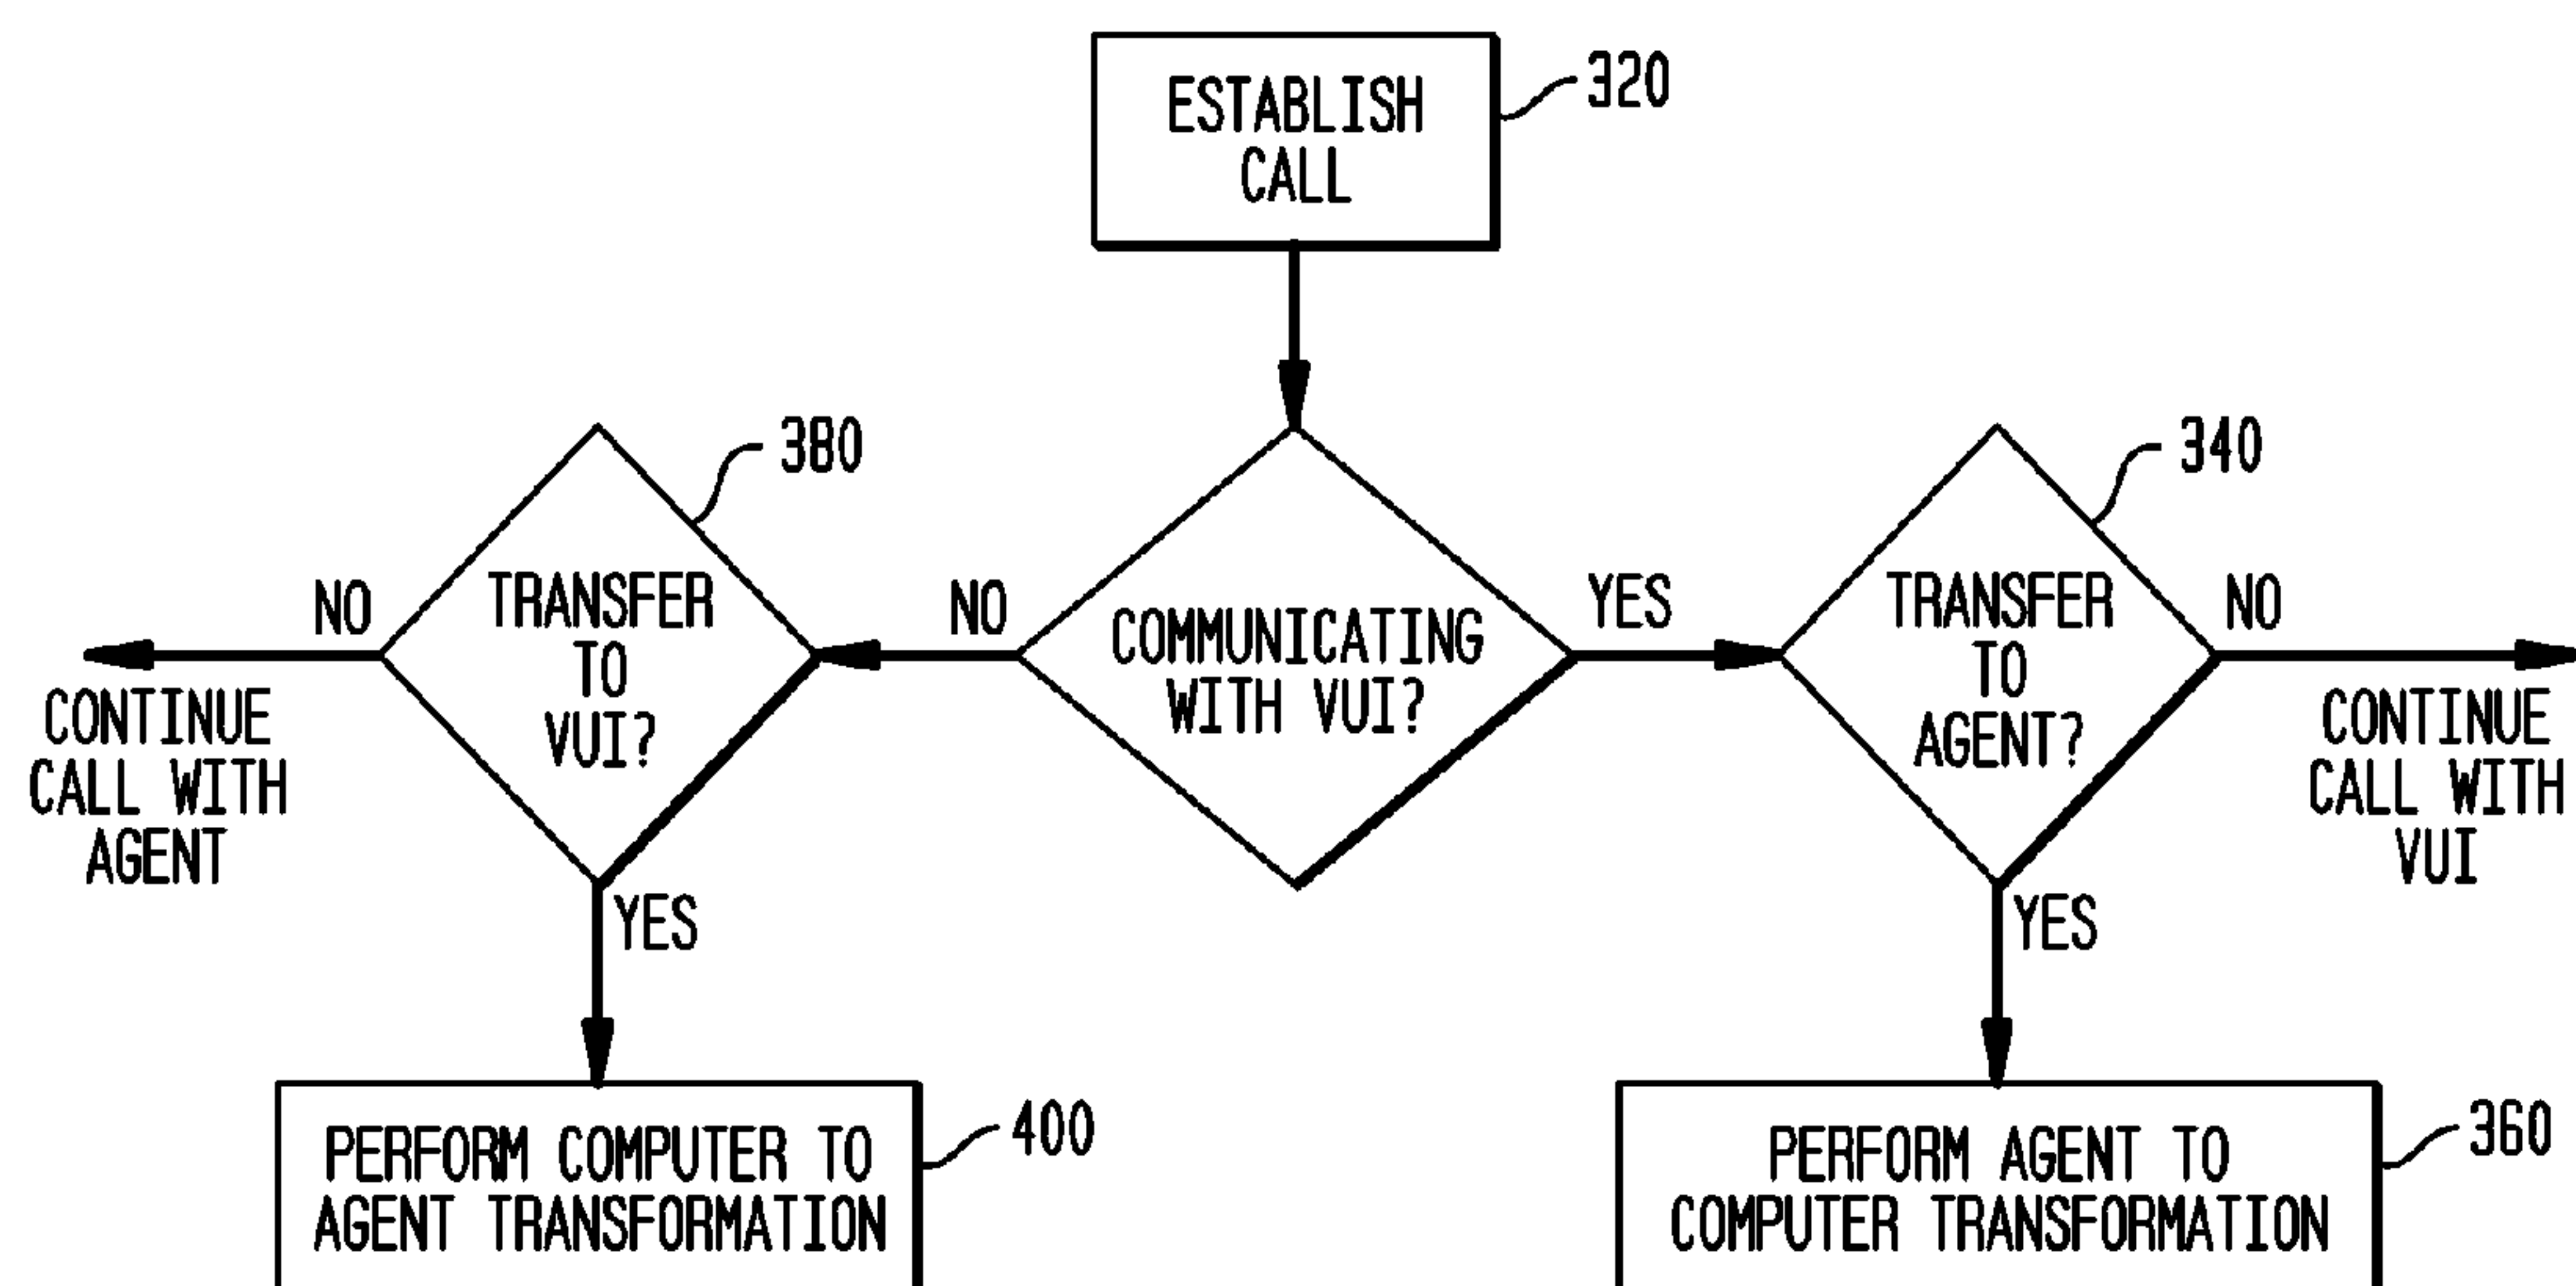 ESTABLISH
CALL
320
380
340
NO
TRANSFER
TO
VUI?
NO
COMMUNICATING
WITH VUI?
YES
TRANSFER
TO
AGENT?
NO
CONTINUE
CALL WITH
AGENT
CONTINUE
CALL WITH
VUI
YES
YES
PERFORM COMPUTER TO
AGENT TRANSFORMATION
400
PERFORM AGENT TO
COMPUTER TRANSFORMATION
360